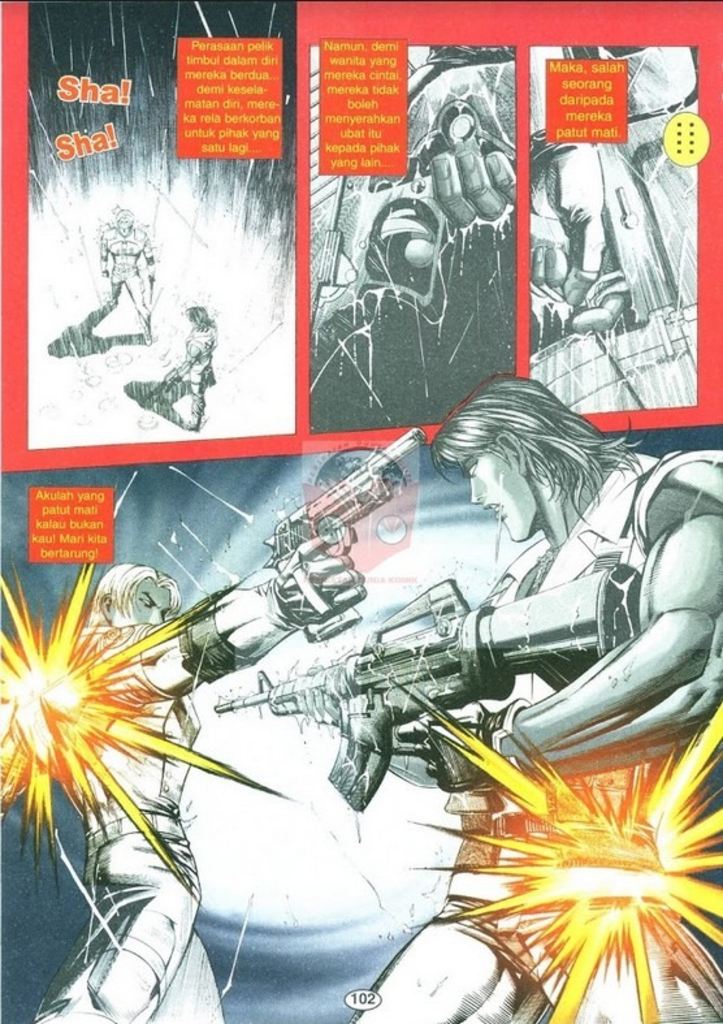 Sha!
Sha!
Perasaan pelik
timbul dalam diri
mereka berdua...
demi kesela-
matan diri, mere-
ka rela berkorban
untuk pihak yang
satu lagi....
Namun, demi
wanita yang
mereka cintai,
mereka tidak
boleh
menyerahkan
ubat itu
kepada pihak
yang lain....
Maka, salah
seorang
daripada
mereka
patut mati.
Akulah yang
patut mati
kalau bukan
kau! Mari kita
bertarung!
102